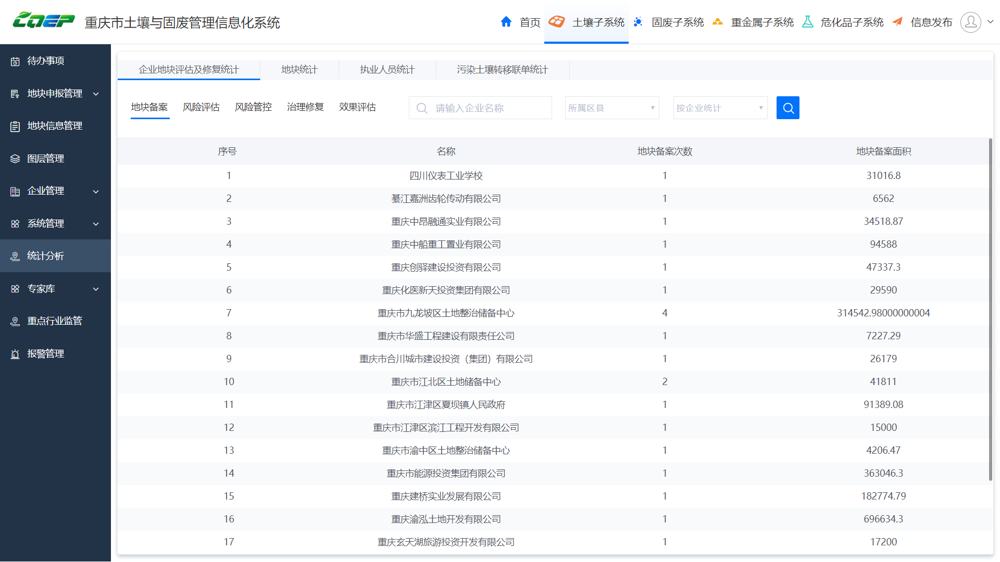 CQEP 重庆市土壤与固废管理信息化系统 首页 土壤子系统 固废子系统 重金属子系统 危化品子系统 信息发布
待办事项
地块申报管理
地块信息管理
图层管理
企业管理
系统管理
统计分析
专家库
重点行业监管
报警管理
企业地块评估及修复统计 地块统计 执业人员统计 污染土壤转移联单统计
地块备案 风险评估 风险管控 治理修复 效果评估 请输入企业名称 所属区县 按企业统计
序号 名称 地块备案次数 地块备案面积
1 四川仪表工业学校 1 31016.8
2 綦江嘉洲齿轮传动有限公司 1 6562
3 重庆中昂融通实业有限公司 1 34518.87
4 重庆中船重工置业有限公司 1 94588
5 重庆创驿建设投资有限公司 1 47337.3
6 重庆化医新天投资集团有限公司 1 29590
7 重庆市九龙坡区土地整治储备中心 4 314542.98000000004
8 重庆市华盛工程建设有限责任公司 1 7227.29
9 重庆市合川城市建设投资（集团）有限公司 1 26179
10 重庆市江北区土地储备中心 2 41811
11 重庆市江津区夏坝镇人民政府 1 91389.08
12 重庆市江津区滨江工程开发有限公司 1 15000
13 重庆市渝中区土地整治储备中心 1 4206.47
14 重庆市能源投资集团有限公司 1 363046.3
15 重庆建桥实业发展有限公司 1 182774.79
16 重庆渝泓土地开发有限公司 1 696634.3
17 重庆玄天湖旅游投资开发有限公司 1 17200